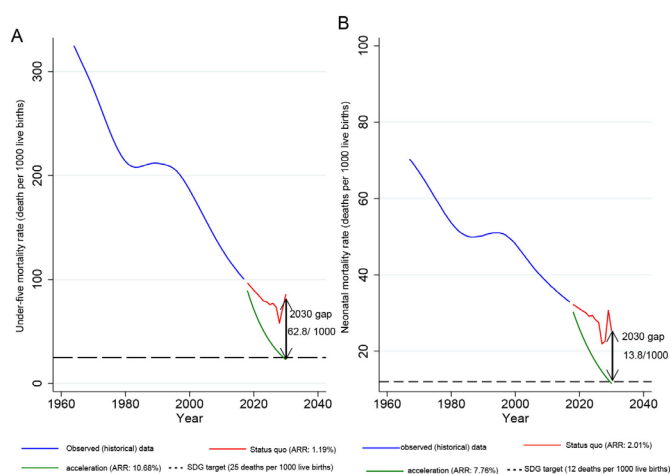 A
Under-five mortality rate (deaths per 1000 live births)
300
200
100
0
2030 gap
62.8/ 1000
1960
1980
2000
2020
2040
Year
Observed (historical) data
Status quo (ARR: 1.19%)
acceleration (ARR: 10.68%)
SDG target (25 deaths per 1000 live births)
B
Neonatal mortality rate (deaths per 1000 live births)
100
80
60
40
20
2030 gap
13.8/1000
1960
1980
2000
2020
2040
Year
observed (historical) data
Status quo (ARR: 2.01%)
acceleration (ARR: 7.76%)
SDG target (12 deaths per 1000 live births)